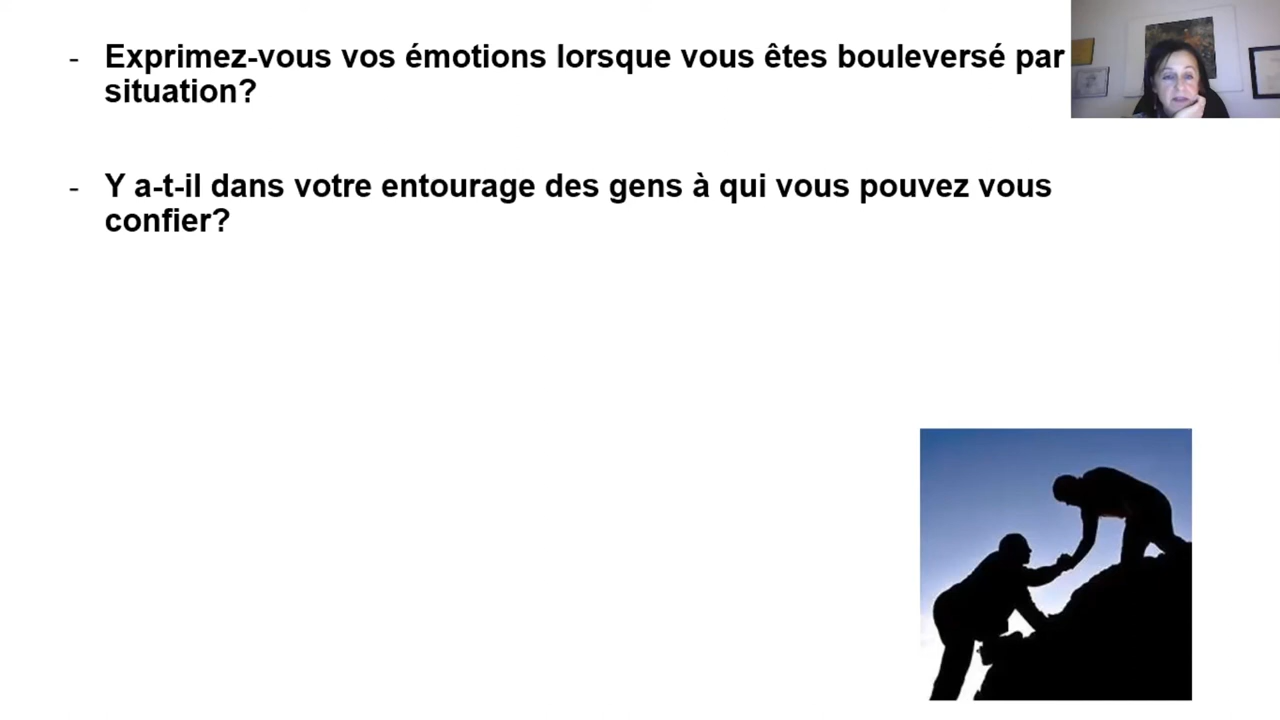 - Exprimez-vous vos émotions lorsque vous êtes bouleversé par
situation?
- Y a-t-il dans votre entourage des gens à qui vous pouvez vous
confier?